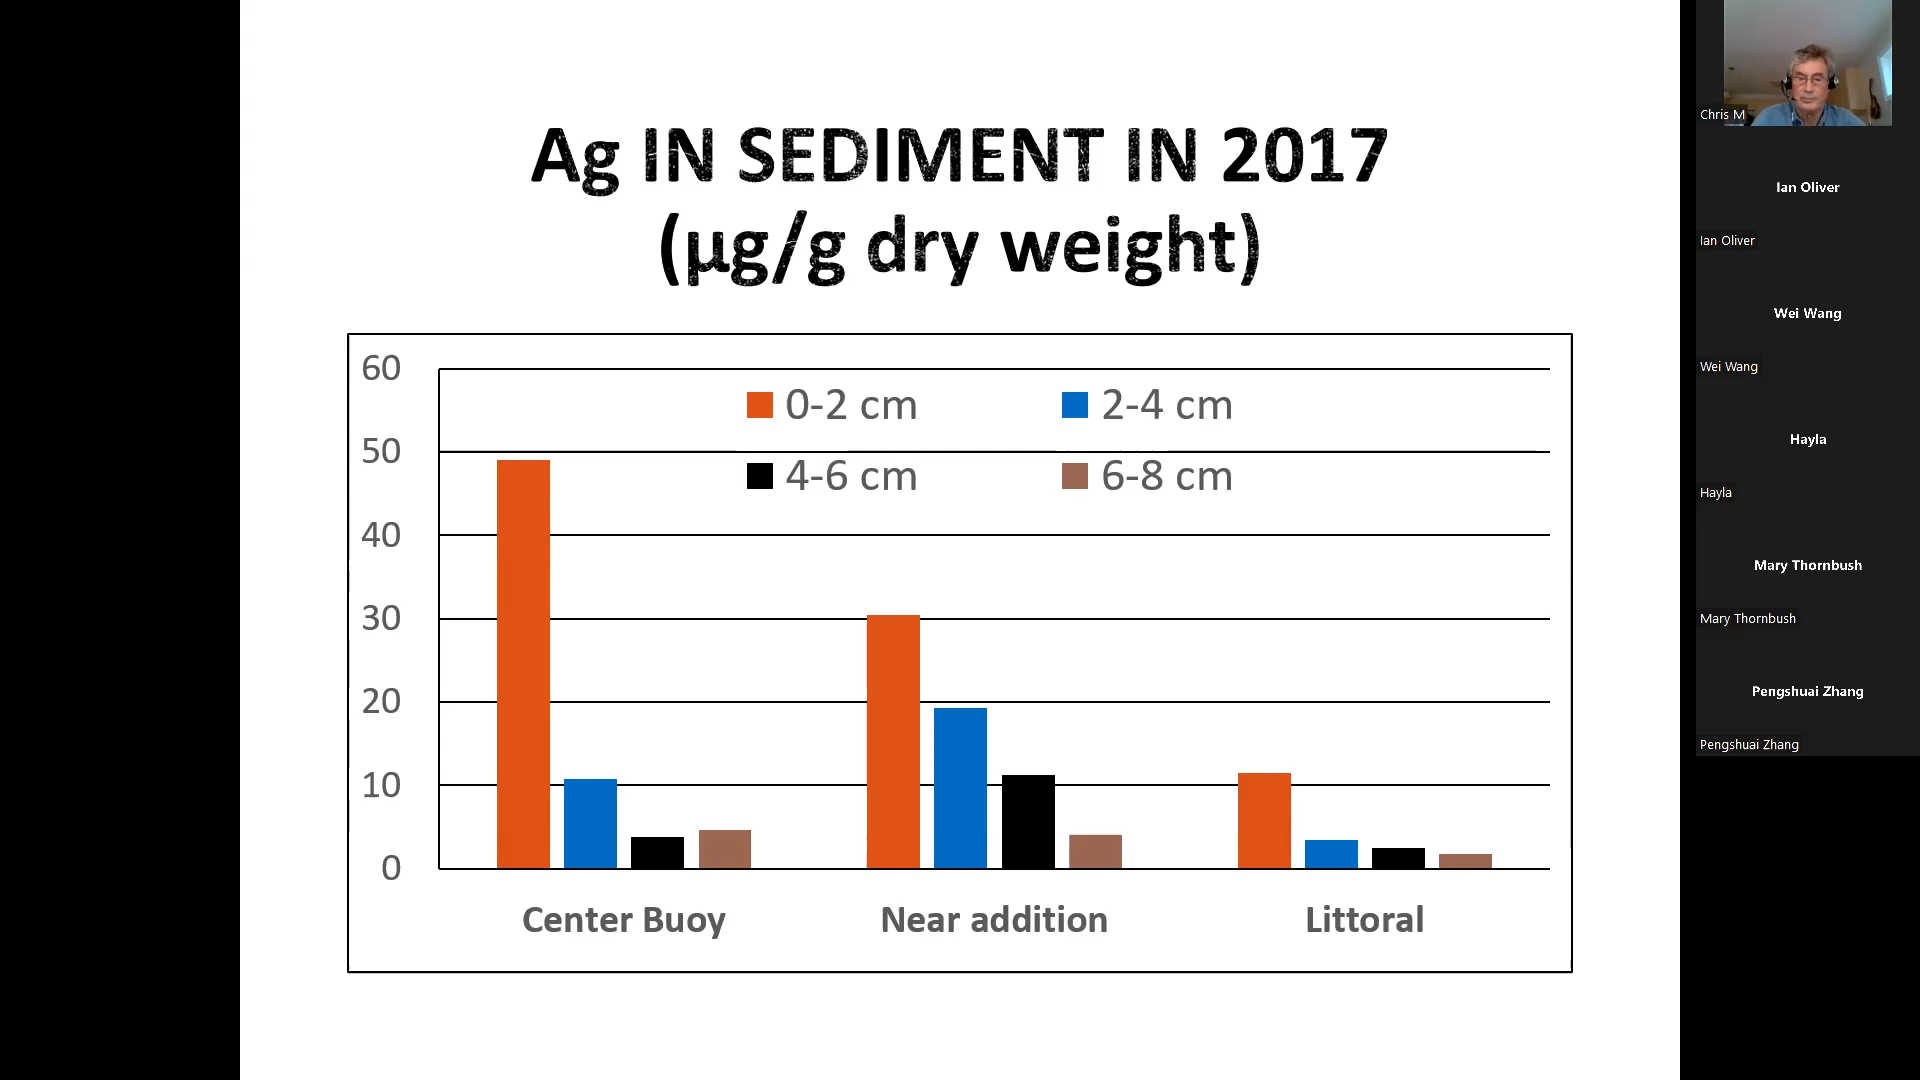 Ag IN SEDIMENT IN 2017
(µg/g dry weight)
60
50
40
30
20
10
0
0-2 cm
2-4 cm
4-6 cm
6-8 cm
Center Buoy
Near addition
Littoral
Chris M
Ian Oliver
Ian Oliver
Wei Wang
Wei Wang
Hayla
Hayla
Mary Thornbush
Mary Thornbush
Pengshuai Zhang
Pengshuai Zhang